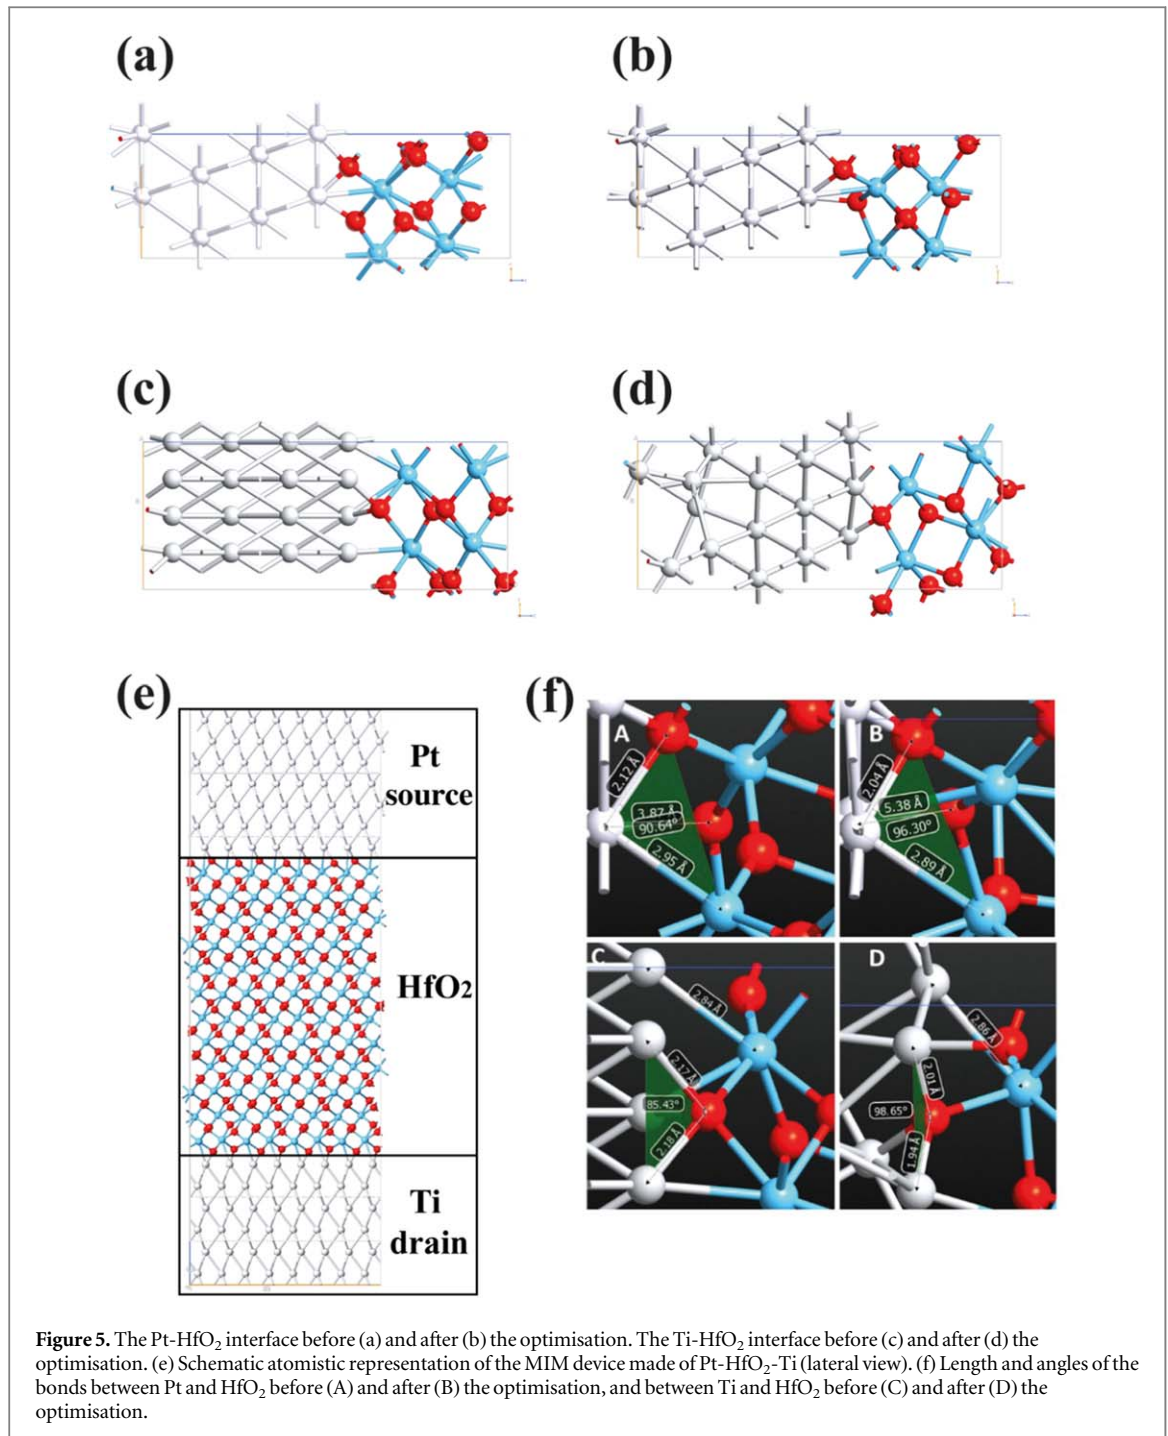 (a)
(b)
(c)
(d)
(e)
Pt
source
HfO2
Ti
drain
(f)
A
2.12 Å
3.87 Å
90.64°
2.95 Å
B
2.04 Å
5.38 Å
96.30°
2.89 Å
C
2.84 Å
2.17 Å
85.43°
2.18 Å
D
2.86 Å
2.01 Å
98.65°
1.94 Å
Figure 5. The Pt-HfO2 interface before (a) and after (b) the optimisation. The Ti-HfO2 interface before (c) and after (d) the
optimisation. (e) Schematic atomistic representation of the MIM device made of Pt-HfO2-Ti (lateral view). (f) Length and angles of the
bonds between Pt and HfO2 before (A) and after (B) the optimisation, and between Ti and HfO2 before (C) and after (D) the
optimisation.